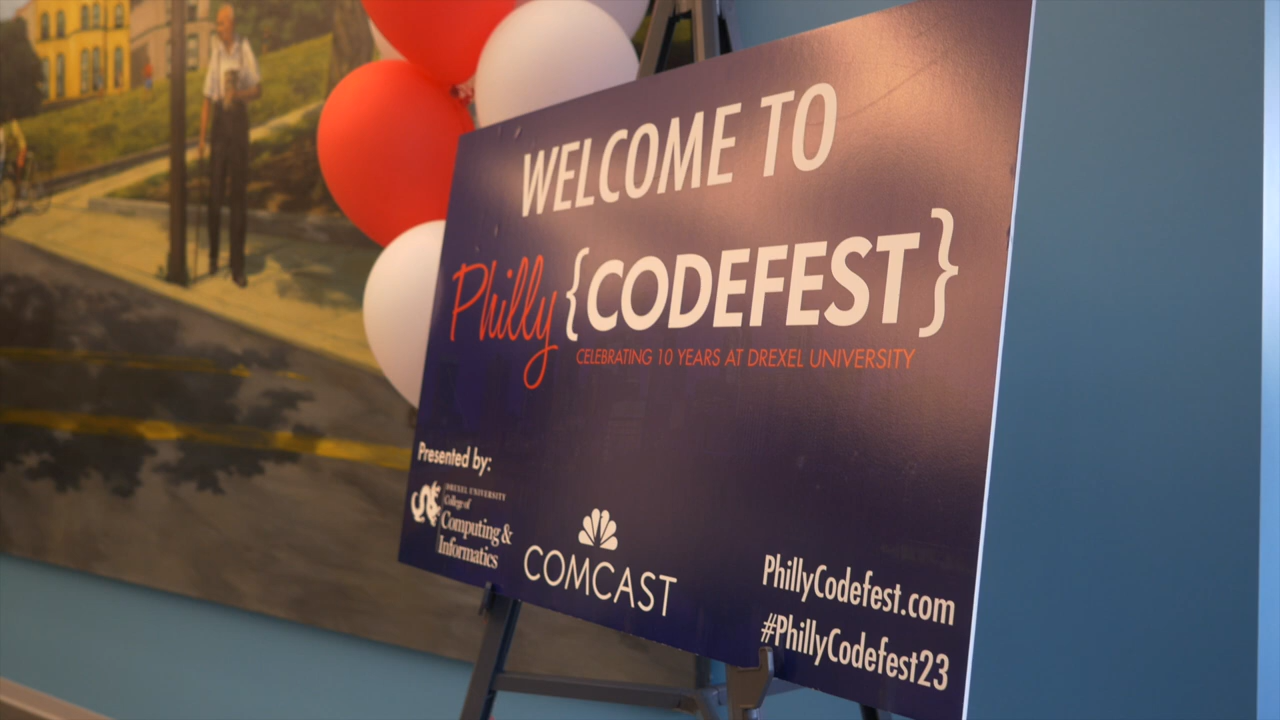 WELCOME TO
Philly {CODEFEST}
CELEBRATING 10 YEARS AT DREXEL UNIVERSITY
Presented by:
DREXEL UNIVERSITY
College of
Computing &
Informatics
COMCAST
PhillyCodefest.com
#PhillyCodefest23